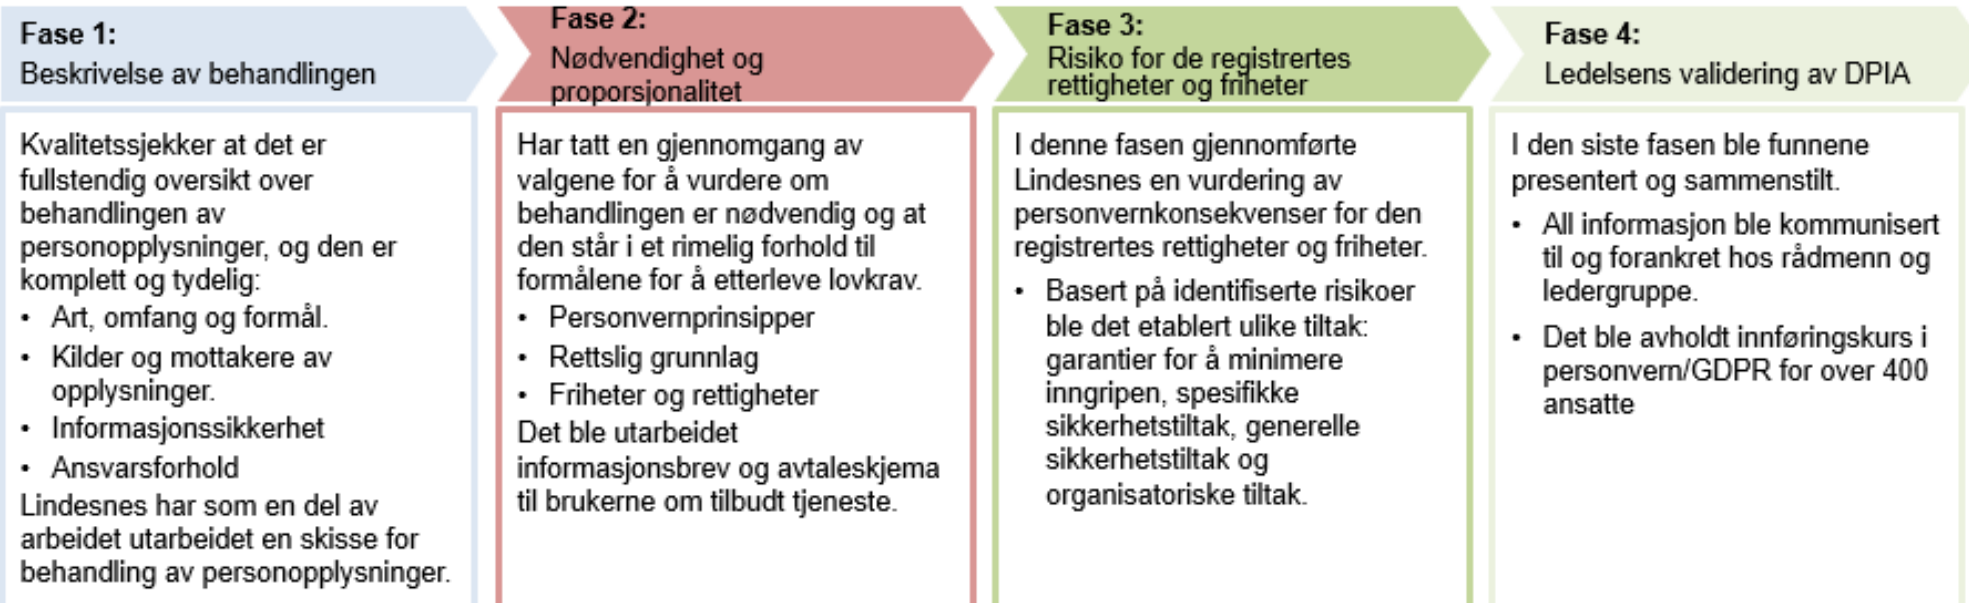 Fase 1:
Beskrivelse av behandlingen
Kvalitetssjekker at det er
fullstendig oversikt over
behandlingen av
personopplysninger, og den er
komplett og tydelig:
• Art, omfang og formål.
• Kilder og mottakere av
opplysninger.
• Informasjonssikkerhet
• Ansvarsforhold
Lindesnes har som en del av
arbeidet utarbeidet en skisse for
behandling av personopplysninger.
Fase 2:
Nødvendighet og
proporsjonalitet
Har tatt en gjennomgang av
valgene for å vurdere om
behandlingen er nødvendig og at
den står i et rimelig forhold til
formålene for å etterleve lovkrav.
• Personvernprinsipper
• Rettslig grunnlag
• Friheter og rettigheter
Det ble utarbeidet
informasjonsbrev og avtaleskjema
til brukerne om tilbudt tjeneste.
Fase 3:
Risiko for de registrertes
rettigheter og friheter
I denne fasen gjennomførte
Lindesnes en vurdering av
personvernkonsekvenser for den
registrertes rettigheter og friheter.
• Basert på identifiserte risikoer
ble det etablert ulike tiltak:
garantier for å minimere
inngripen, spesifikke
sikkerhetstiltak, generelle
sikkerhetstiltak og
organisatoriske tiltak.
Fase 4:
Ledelsens validering av DPIA
I den siste fasen ble funnene
presentert og sammenstilt.
• All informasjon ble kommunisert
til og forankret hos rådmenn og
ledergruppe.
• Det ble avholdt innføringskurs i
personvern/GDPR for over 400
ansatte